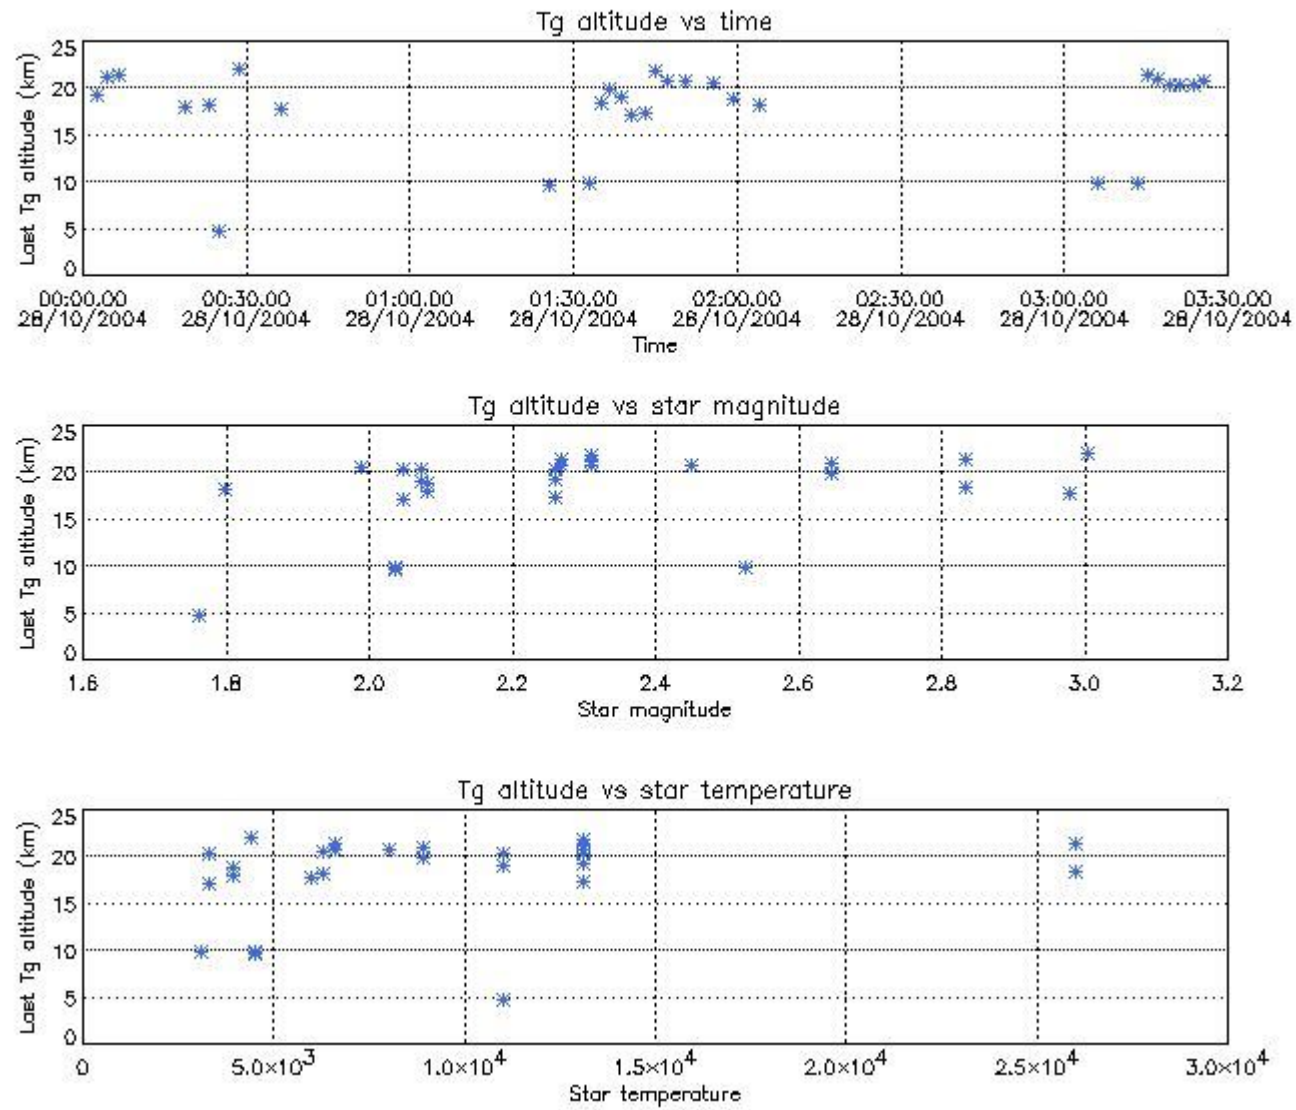 Tg altitude vs time
Last Tg altitude (km)
25
20
15
10
5
0
00:00.00 00:30.00 01:00.00 01:30.00 02:00.00 02:30.00 03:00.00 03:30.00
28/10/2004 28/10/2004 28/10/2004 28/10/2004 28/10/2004 28/10/2004 28/10/2004 28/10/2004
Time
Tg altitude vs star magnitude
Last Tg altitude (km)
25
20
15
10
5
0
1.6 1.8 2.0 2.2 2.4 2.6 2.8 3.0 3.2
Star magnitude
Tg altitude vs star temperature
Last Tg altitude (km)
25
20
15
10
5
0
0 5.0×10³ 1.0×10⁴ 1.5×10⁴ 2.0×10⁴ 2.5×10⁴ 3.0×10⁴
Star temperature